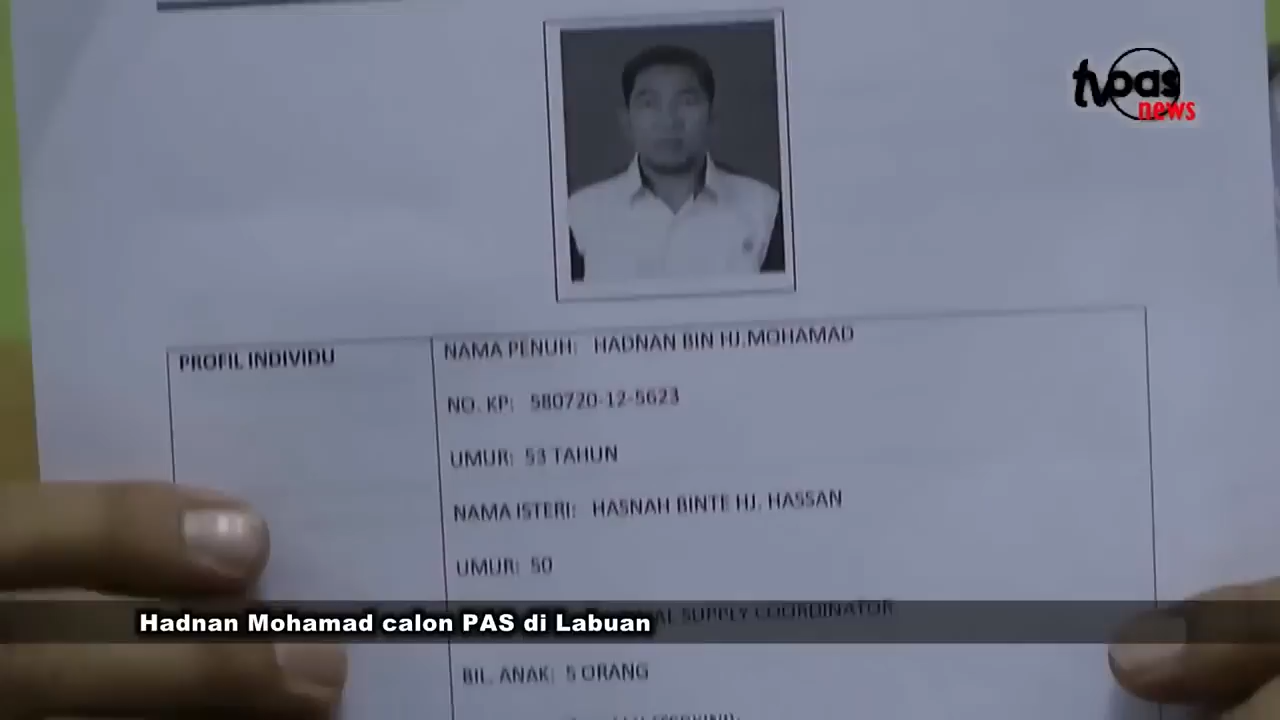 tvpas
news
PROFIL INDIVIDU
NAMA PENUH: HADNAN BIN HJ.MOHAMAD
NO. KP: 580720-12-5623
UMUR: 53 TAHUN
NAMA ISTERI: HASNAH BINTE HJ. HASSAN
UMUR: 50
SUPPLY COORDINATOR
Hadnan Mohamad calon PAS di Labuan
BIL. ANAK: 5 ORANG